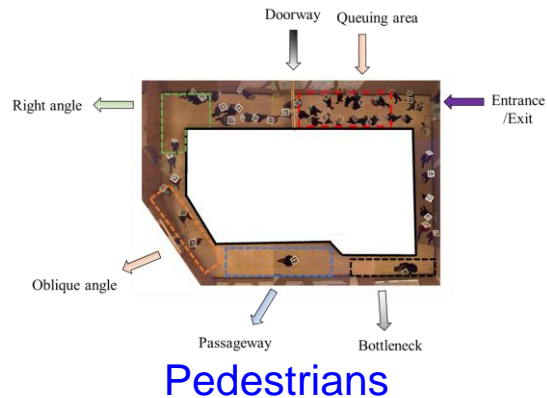 Doorway
Queuing area
Right angle
Entrance
/Exit
Oblique angle
Passageway
Bottleneck
Pedestrians